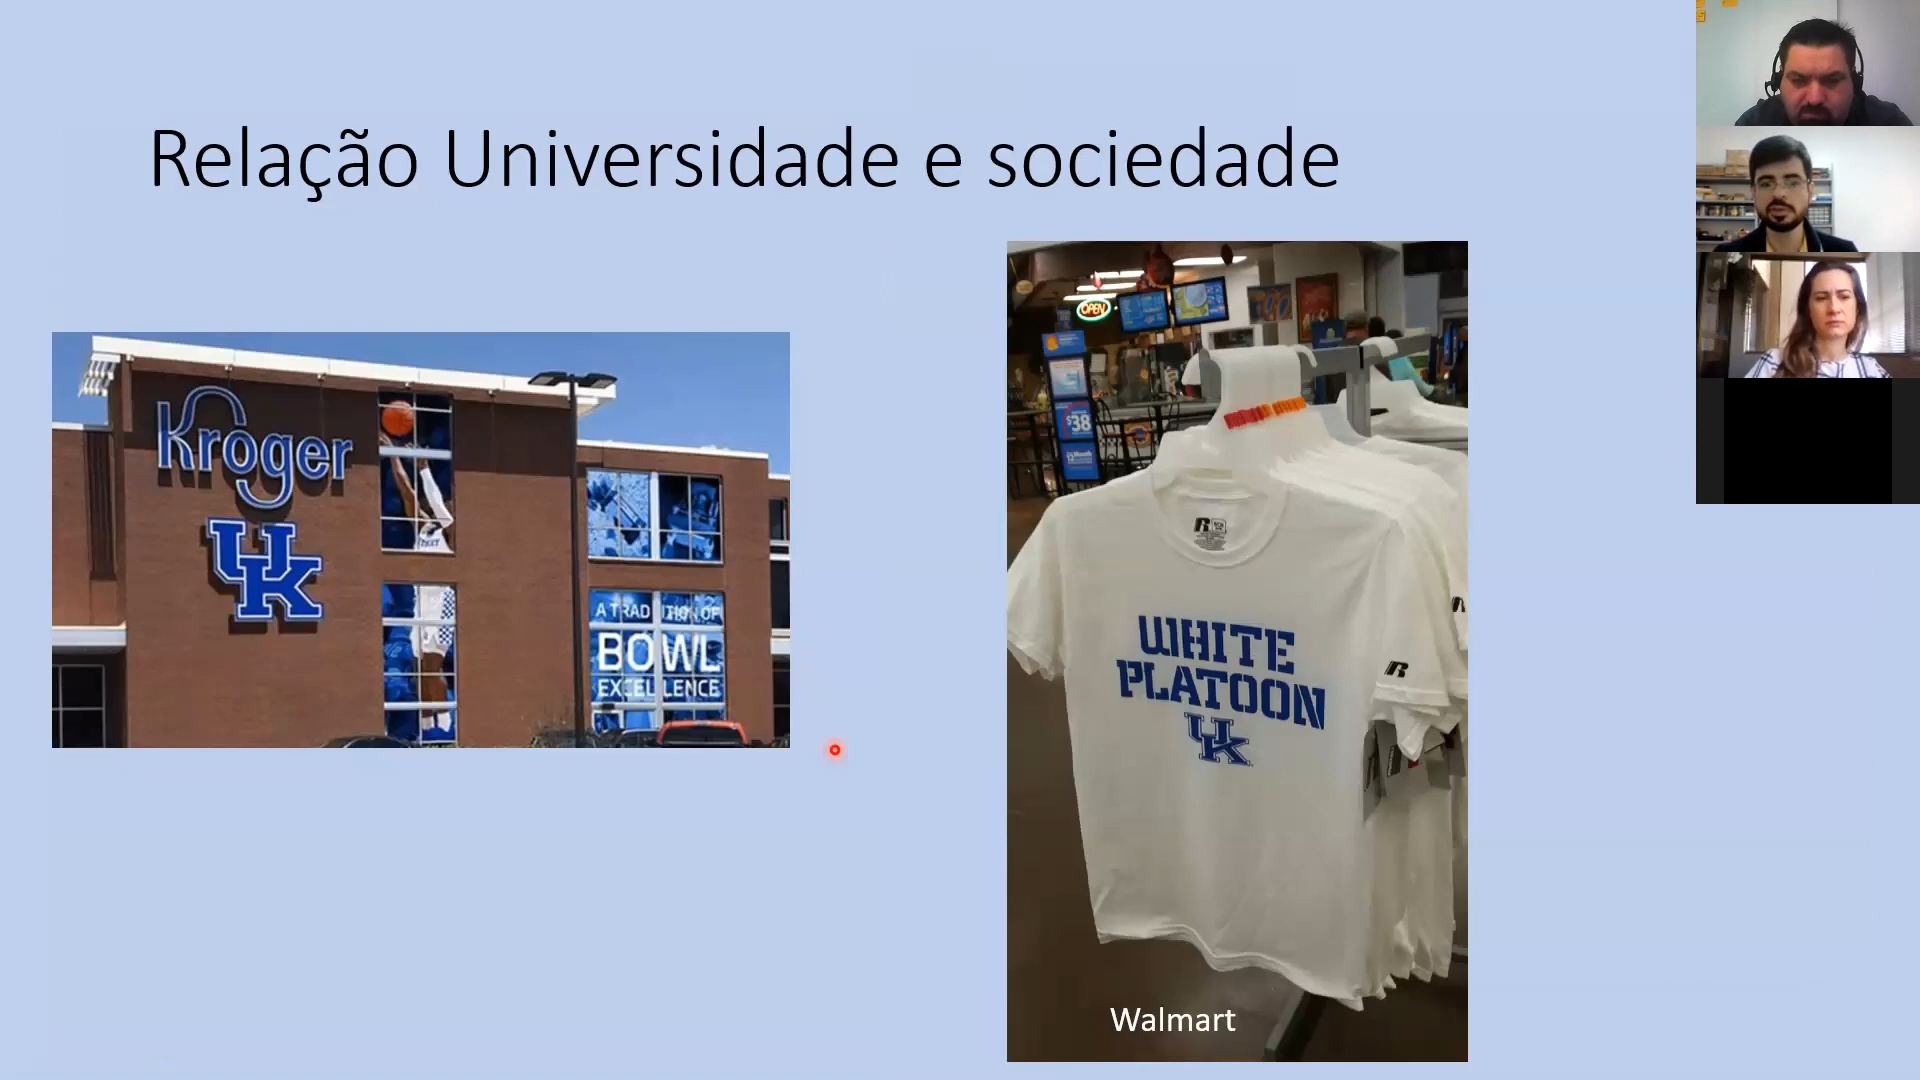 Relação Universidade e sociedade
Kroger
UK
A TRADITION OF
BOWL
EXCELLENCE
OPEN
$38
R
WHITE
PLATOON
UK
R
Walmart